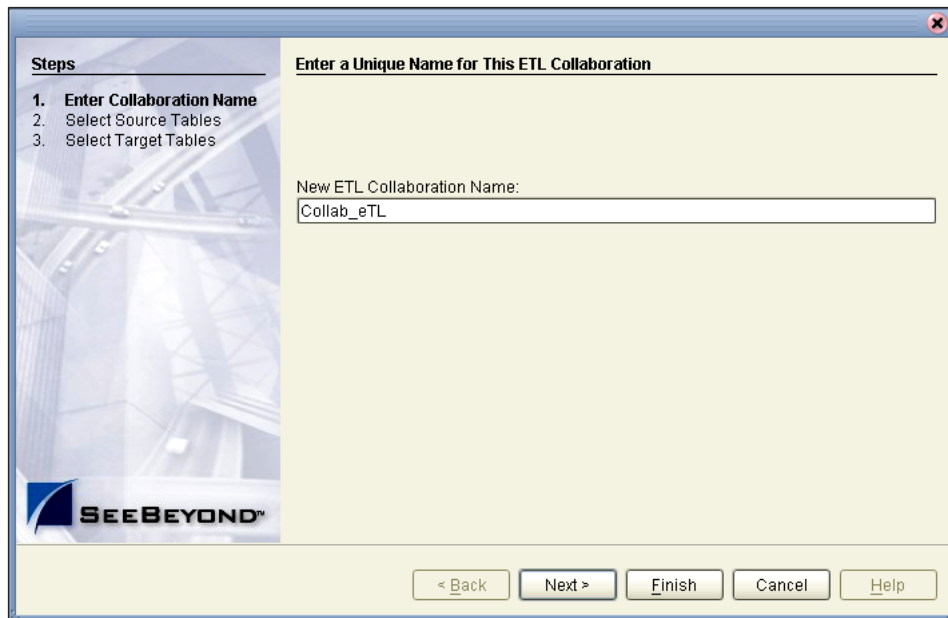 Steps
1. Enter Collaboration Name
2. Select Source Tables
3. Select Target Tables
Enter a Unique Name for This ETL Collaboration
New ETL Collaboration Name:
Collab_eTL
SEEBEYOND™
< Back Next > Finish Cancel Help